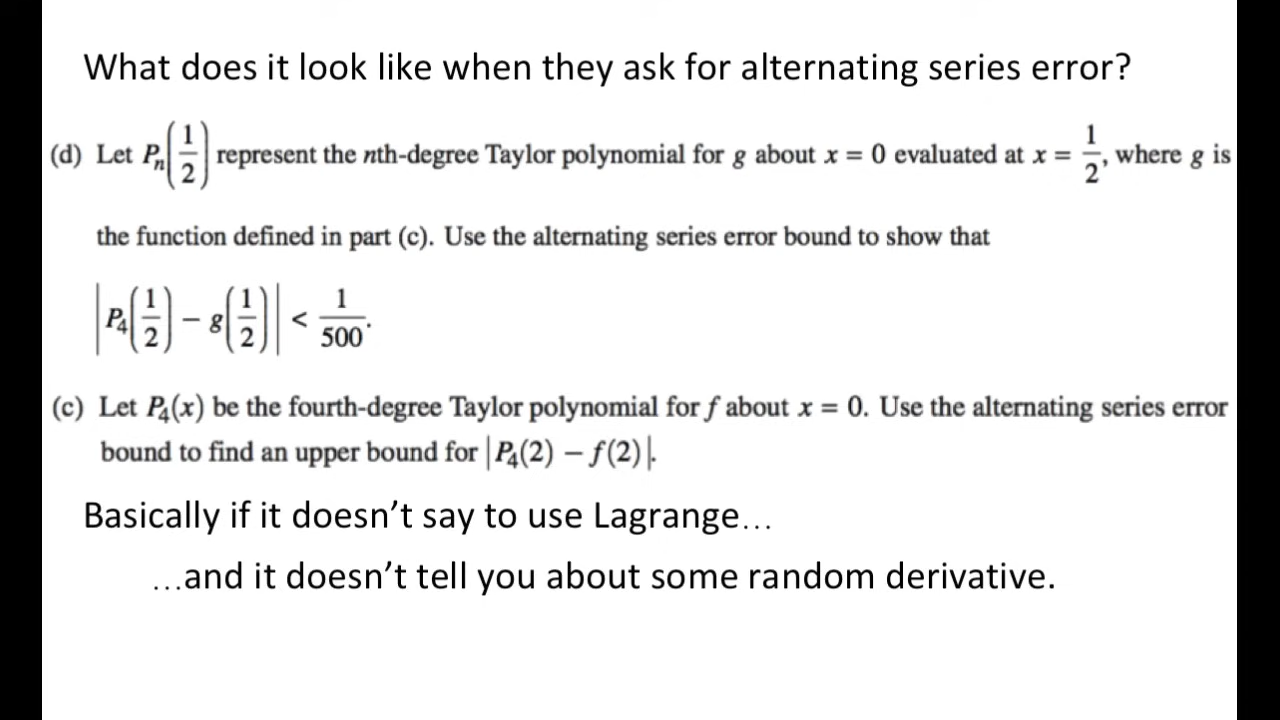 What does it look like when they ask for alternating series error?
(d) Let Pₙ(1/2) represent the nth-degree Taylor polynomial for g about x = 0 evaluated at x = 1/2, where g is
the function defined in part (c). Use the alternating series error bound to show that
|P₄(1/2) − g(1/2)| < 1/500.
(c) Let P₄(x) be the fourth-degree Taylor polynomial for f about x = 0. Use the alternating series error
bound to find an upper bound for |P₄(2) − f(2)|.
Basically if it doesn’t say to use Lagrange…
…and it doesn’t tell you about some random derivative.